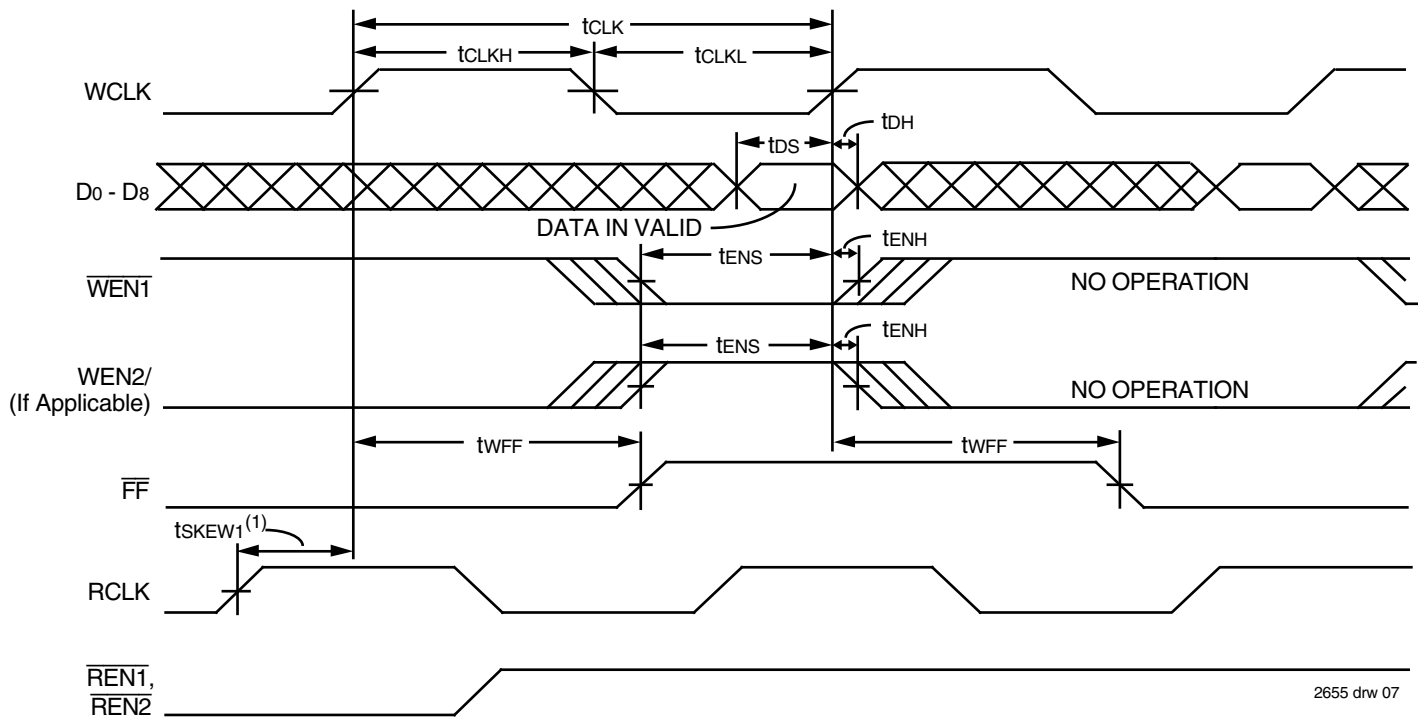 tCLK
tCLKH
tCLKL
WCLK
tDH
tDS
D0 - D8
DATA IN VALID
tENS
tENH
WEN1
NO OPERATION
tENS
tENH
WEN2/
(If Applicable)
NO OPERATION
tWFF
tWFF
FF
tSKEW1(1)
RCLK
REN1,
REN2
2655 drw 07